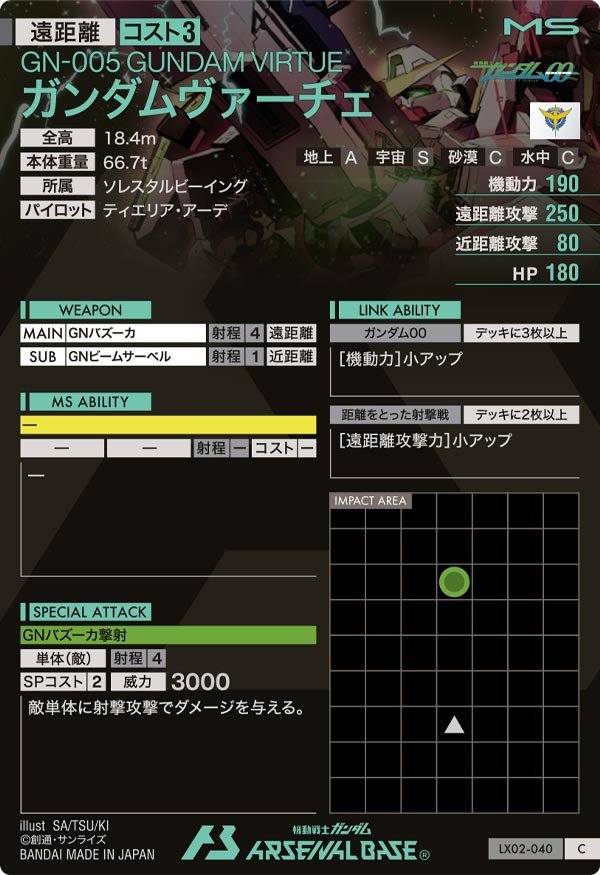 遠距離 コスト3 MS
GN-005 GUNDAM VIRTUE
ガンダムヴァーチェ
ガンダム00
全高 18.4m
本体重量 66.7t
所属 ソレスタルビーイング
パイロット ティエリア・アーデ
地上 A 宇宙 S 砂漠 C 水中 C
機動力 190
遠距離攻撃 250
近距離攻撃 80
HP 180
WEAPON
MAIN GNバズーカ 射程 4 遠距離
SUB GNビームサーベル 射程 1 近距離
MS ABILITY
—
— — 射程 — コスト —
—
SPECIAL ATTACK
GNバズーカ撃射
単体(敵) 射程 4
SPコスト 2 威力 3000
敵単体に射撃攻撃でダメージを与える。
LINK ABILITY
ガンダム00 デッキに3枚以上
[機動力]小アップ
距離をとった射撃戦 デッキに2枚以上
[遠距離攻撃力]小アップ
IMPACT AREA
illust SA/TSU/KI
©創通・サンライズ
BANDAI MADE IN JAPAN
機動戦士ガンダム
ARSENAL BASE®
LX02-040 C